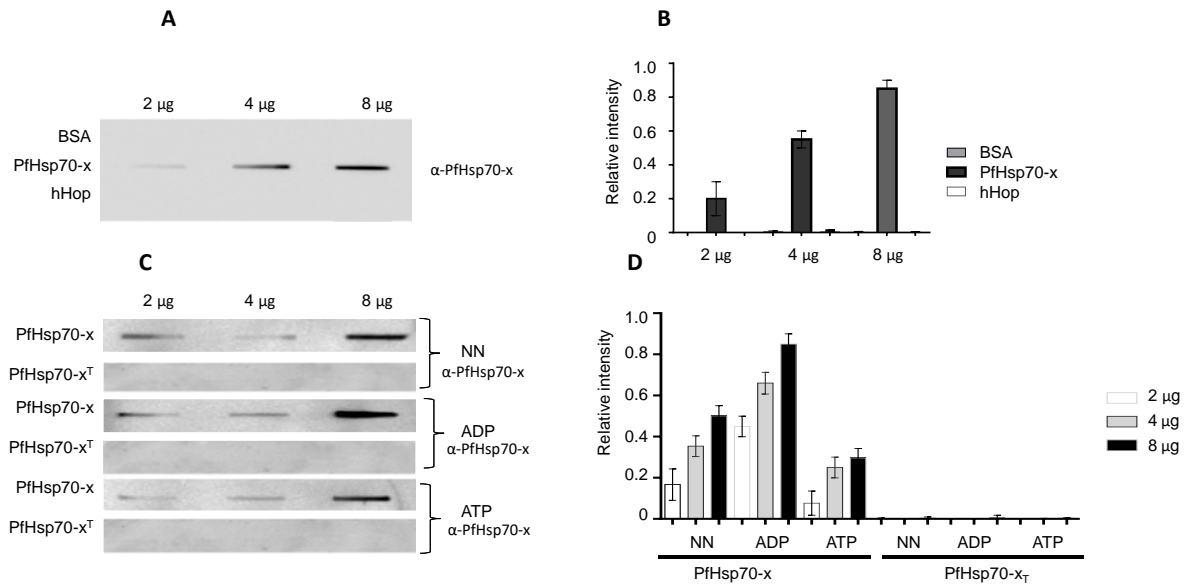 A
2 µg 4 µg 8 µg
BSA
PfHsp70-x
hHop
α-PfHsp70-x
B
Relative intensity
1.0
0.8
0.6
0.4
0.2
0
2 µg 4 µg 8 µg
BSA
PfHsp70-x
hHop
C
2 µg 4 µg 8 µg
PfHsp70-x
PfHsp70-xT
NN
α-PfHsp70-x
PfHsp70-x
PfHsp70-xT
ADP
α-PfHsp70-x
PfHsp70-x
PfHsp70-xT
ATP
α-PfHsp70-x
D
Relative intensity
1.0
0.8
0.6
0.4
0.2
0
NN ADP ATP NN ADP ATP
PfHsp70-x PfHsp70-xT
2 µg
4 µg
8 µg